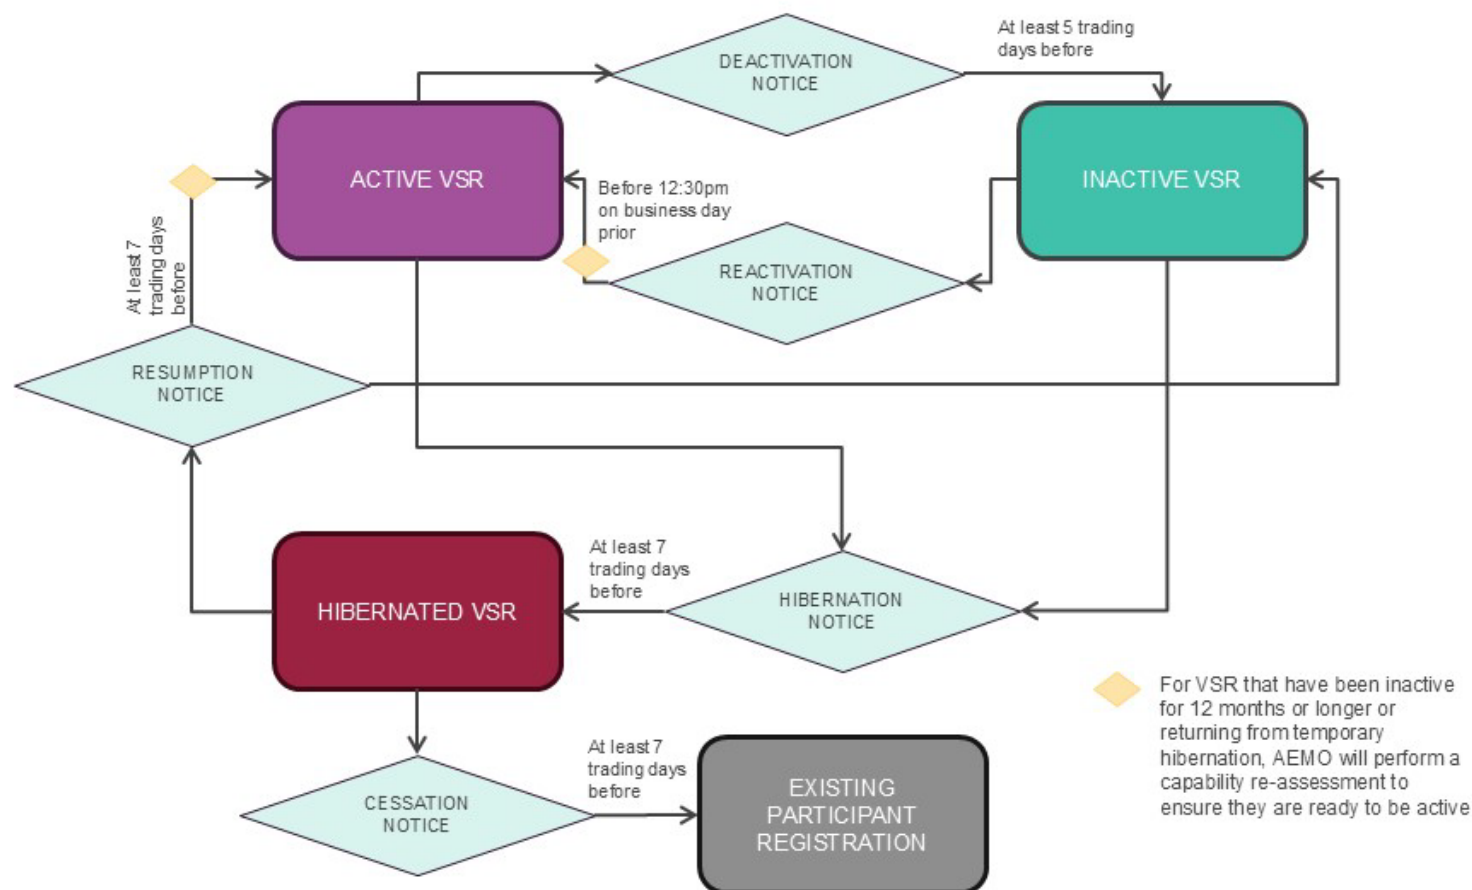 DEACTIVATION
NOTICE
At least 5 trading
days before
ACTIVE VSR
INACTIVE VSR
Before 12:30pm
on business day
prior
REACTIVATION
NOTICE
At least 7
trading days
before
RESUMPTION
NOTICE
HIBERNATED VSR
At least 7
trading days
before
HIBERNATION
NOTICE
For VSR that have been inactive
for 12 months or longer or
returning from temporary
hibernation, AEMO will perform a
capability re-assessment to
ensure they are ready to be active
CESSATION
NOTICE
At least 7
trading days
before
EXISTING
PARTICIPANT
REGISTRATION